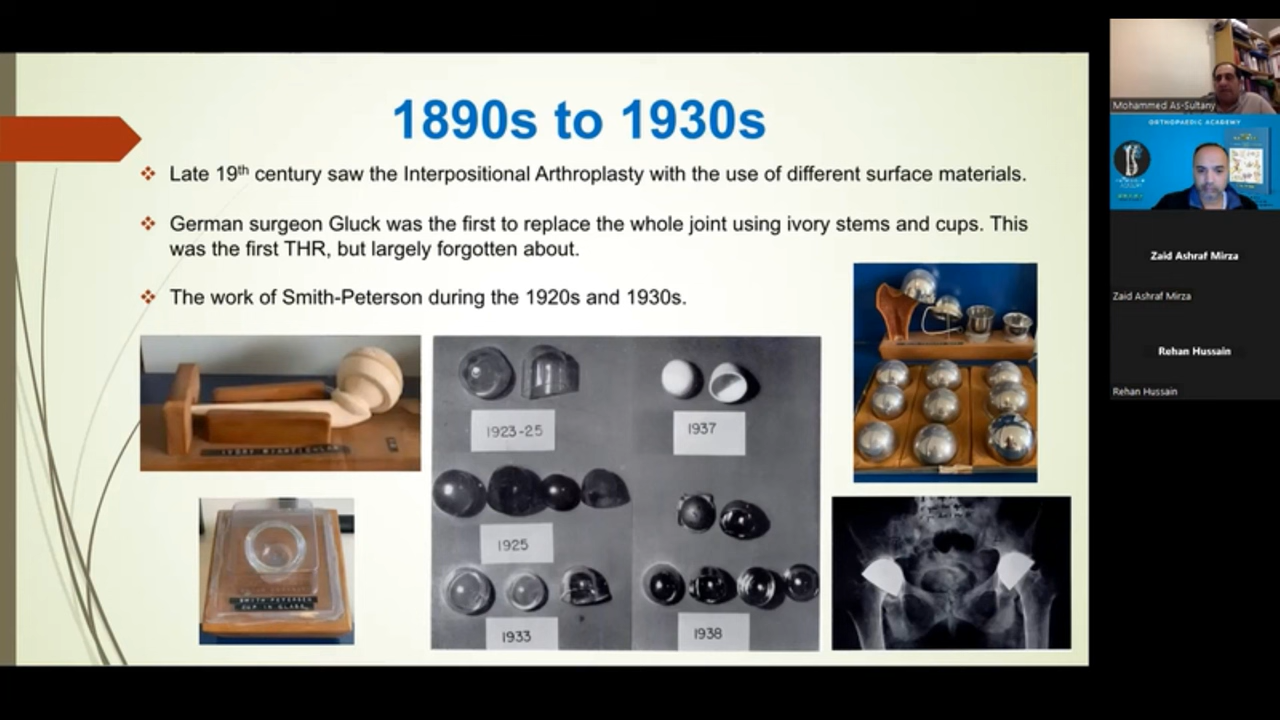 1890s to 1930s
❖ Late 19th century saw the Interpositional Arthroplasty with the use of different surface materials.
❖ German surgeon Gluck was the first to replace the whole joint using ivory stems and cups. This
was the first THR, but largely forgotten about.
❖ The work of Smith-Peterson during the 1920s and 1930s.
1923-25
1937
1925
1933
1938
SMITH PETERSEN
CUP IN GLASS
Mohammed As-Sultany
ORTHOPAEDIC ACADEMY
Zaid Ashraf Mirza
Zaid Ashraf Mirza
Rehan Hussain
Rehan Hussain